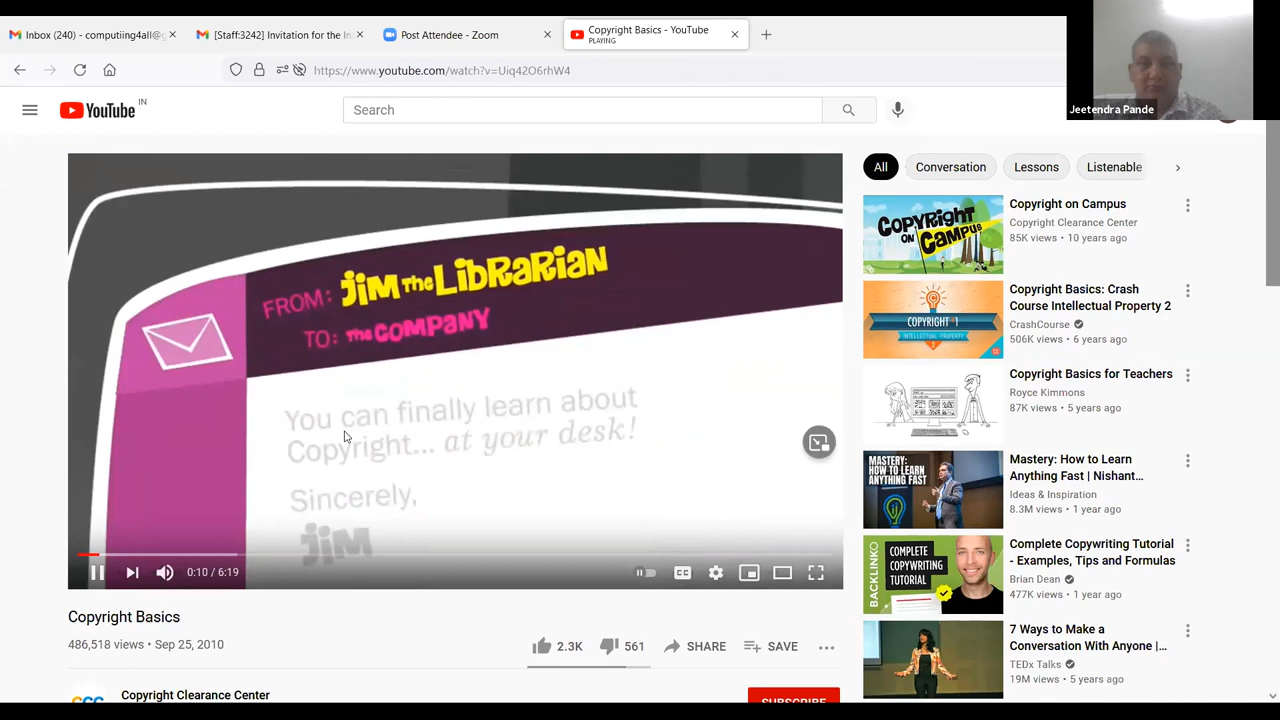 Inbox (240) - computiing4all@g
[Staff:3242] Invitation for the In
Post Attendee - Zoom
Copyright Basics - YouTube
PLAYING
https://www.youtube.com/watch?v=Uiq42O6rhW4
Jeetendra Pande
YouTube IN
Search
FROM: JIM THE LIBRARIAN
TO: THE COMPANY
You can finally learn about
Copyright... at your desk!
Sincerely,
JIM
0:10 / 6:19
CC
Copyright Basics
486,518 views • Sep 25, 2010
2.3K 561 SHARE SAVE
Copyright Clearance Center
SUBSCRIBE
All Conversation Lessons Listenable
COPYRIGHT ON CAMPUS
Copyright on Campus
Copyright Clearance Center
85K views • 10 years ago
COPYRIGHT #1
INTELLECTUAL PROPERTY
Copyright Basics: Crash
Course Intellectual Property 2
CrashCourse
506K views • 6 years ago
Copyright Basics for Teachers
Royce Kimmons
87K views • 5 years ago
MASTERY:
HOW TO LEARN
ANYTHING FAST
Mastery: How to Learn
Anything Fast | Nishant...
Ideas & Inspiration
8.3M views • 1 year ago
BACKLINKO
COMPLETE
COPYWRITING
TUTORIAL
Complete Copywriting Tutorial
- Examples, Tips and Formulas
Brian Dean
477K views • 1 year ago
7 Ways to Make a
Conversation With Anyone |...
TEDx Talks
19M views • 5 years ago